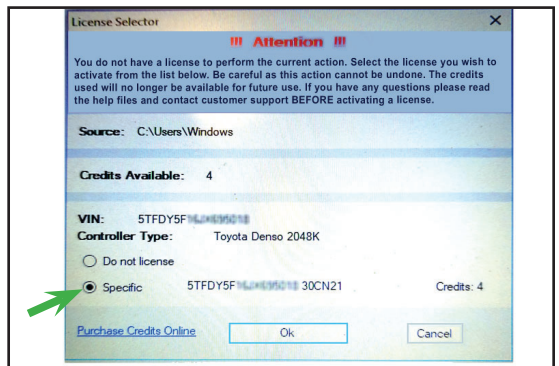 License Selector
!!! Attention !!!
You do not have a license to perform the current action. Select the license you wish to
activate from the list below. Be careful as this action cannot be undone. The credits
used will no longer be available for future use. If you have any questions please read
the help files and contact customer support BEFORE activating a license.
Source: C:\Users\Windows
Credits Available: 4
VIN: 5TFDY5F
Controller Type: Toyota Denso 2048K
Do not license
Specific 5TFDY5F 30CN21 Credits: 4
Purchase Credits Online Ok Cancel